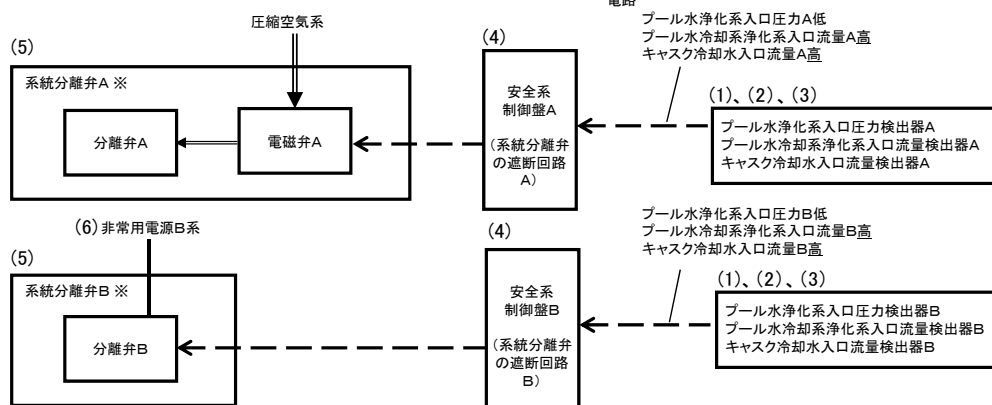 電路
圧縮空気系
プール水浄化系入口圧力A低
プール水冷却系浄化系入口流量A高
キャスク冷却水入口流量A高
(5)
(4)
系統分離弁A ※
分離弁A
電磁弁A
安全系
制御盤A
(系統分離弁
の遮断回路
A)
(1)、(2)、(3)
プール水浄化系入口圧力検出器A
プール水冷却系浄化系入口流量検出器A
キャスク冷却水入口流量検出器A
(6) 非常用電源B系
(5)
(4)
プール水浄化系入口圧力B低
プール水冷却系浄化系入口流量B高
キャスク冷却水入口流量B高
系統分離弁B ※
分離弁B
安全系
制御盤B
(系統分離弁
の遮断回路
B)
(1)、(2)、(3)
プール水浄化系入口圧力検出器B
プール水冷却系浄化系入口流量検出器B
キャスク冷却水入口流量検出器B